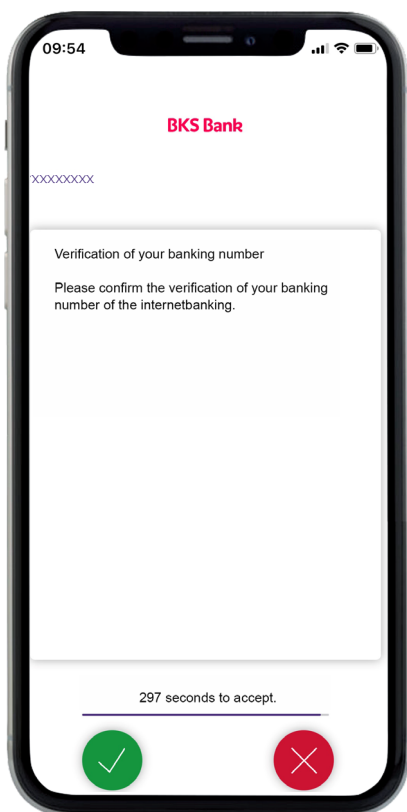 09:54
BKS Bank
XXXXXXXX
Verification of your banking number
Please confirm the verification of your banking
number of the internetbanking.
297 seconds to accept.